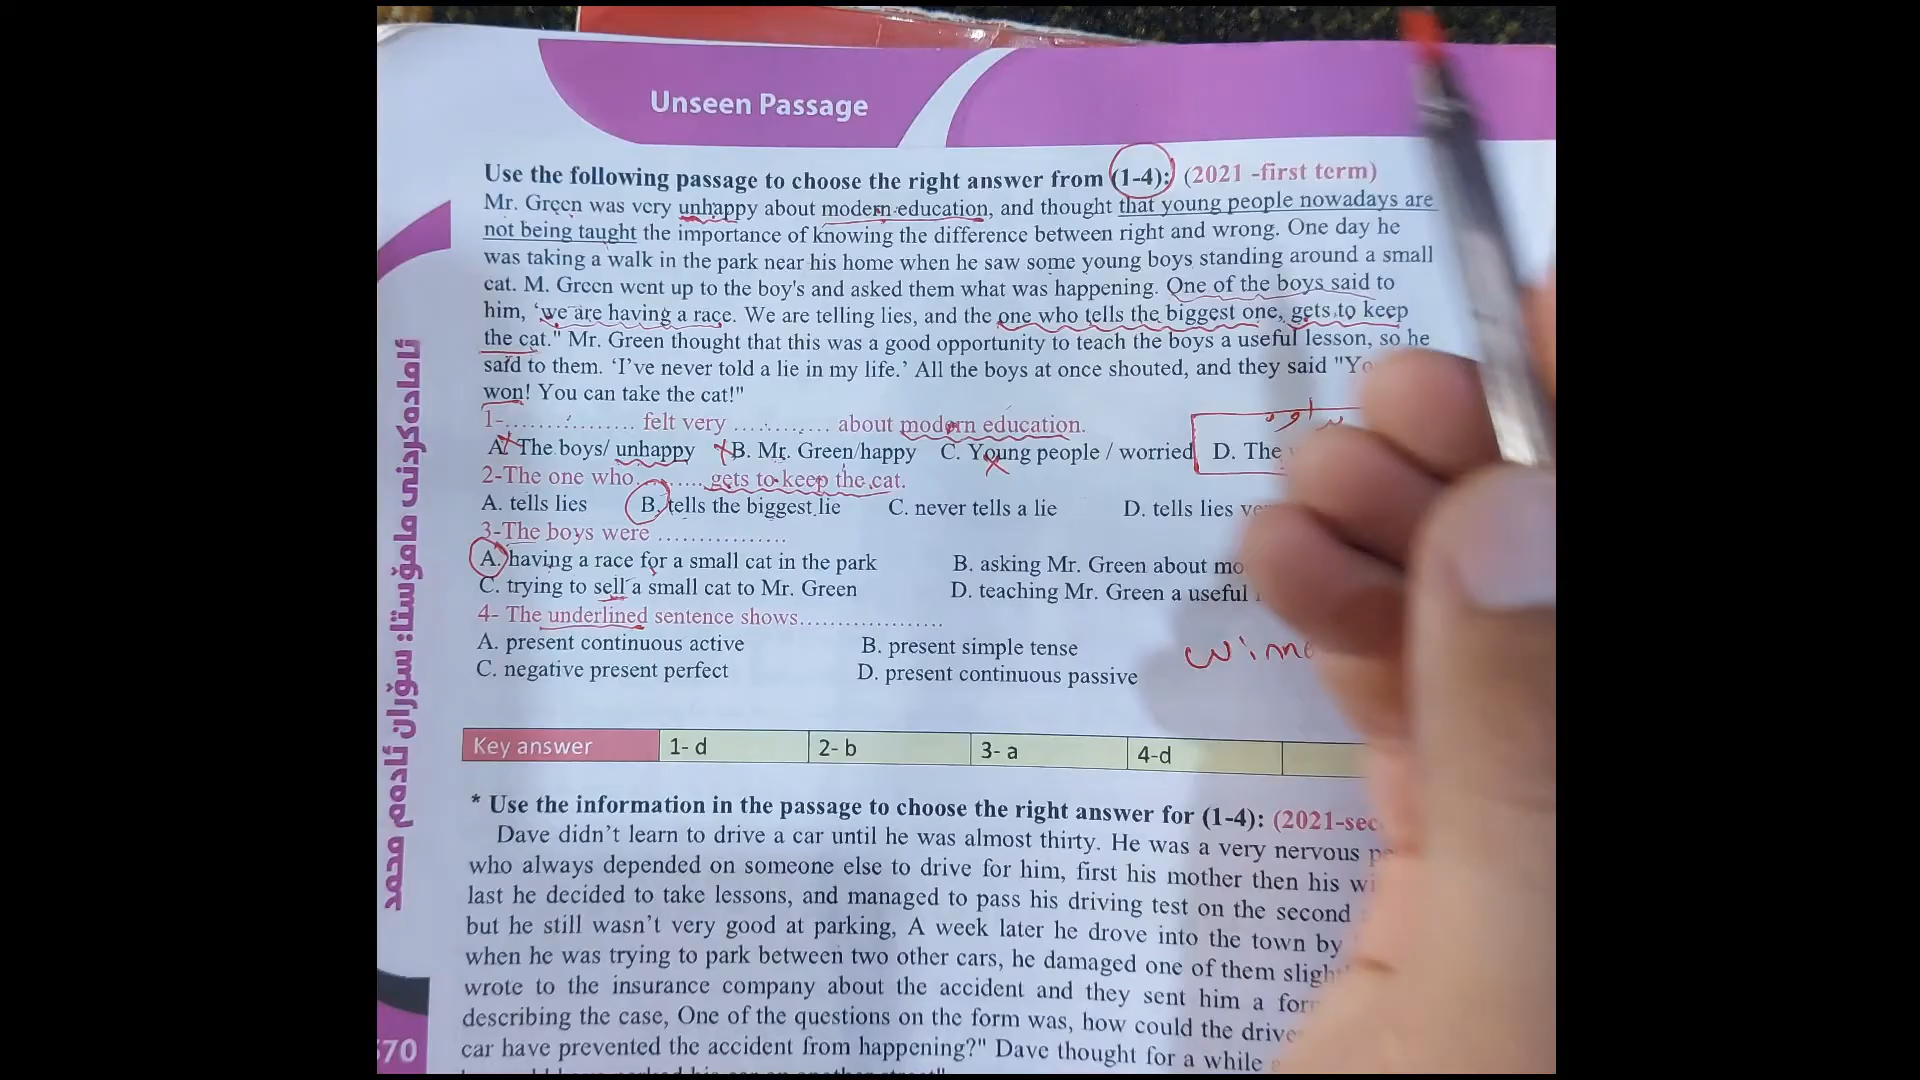 Unseen Passage
Use the following passage to choose the right answer from (1-4): (2021 -first term)
Mr. Green was very unhappy about modern education, and thought that young people nowadays are
not being taught the importance of knowing the difference between right and wrong. One day he
was taking a walk in the park near his home when he saw some young boys standing around a small
cat. M. Green went up to the boy's and asked them what was happening. One of the boys said to
him, ‘we are having a race. We are telling lies, and the one who tells the biggest one, gets to keep
the cat." Mr. Green thought that this was a good opportunity to teach the boys a useful lesson, so he
said to them. ‘I’ve never told a lie in my life.’ All the boys at once shouted, and they said
won! You can take the cat!"
1-................ felt very ............ about modern education.
A. The boys/ unhappy B. Mr. Green/happy C. Young people / worried D. The
2-The one who......... gets to keep the cat.
A. tells lies B. tells the biggest lie C. never tells a lie D. tells lies
3-The boys were ................
A. having a race for a small cat in the park B. asking Mr. Green about
C. trying to sell a small cat to Mr. Green D. teaching Mr. Green a useful
4- The underlined sentence shows..................
A. present continuous active B. present simple tense
C. negative present perfect D. present continuous passive
Key answer 1- d 2- b 3- a 4-d
* Use the information in the passage to choose the right answer for (1-4): (2021-sec
Dave didn’t learn to drive a car until he was almost thirty. He was a very nervous
who always depended on someone else to drive for him, first his mother then his
last he decided to take lessons, and managed to pass his driving test on the second
but he still wasn’t very good at parking, A week later he drove into the town by
when he was trying to park between two other cars, he damaged one of them
wrote to the insurance company about the accident and they sent him a
describing the case, One of the questions on the form was, how could the
car have prevented the accident from happening?" Dave thought for a while
ئامادەکردنی مامۆستا: سۆران ئادەم محمد